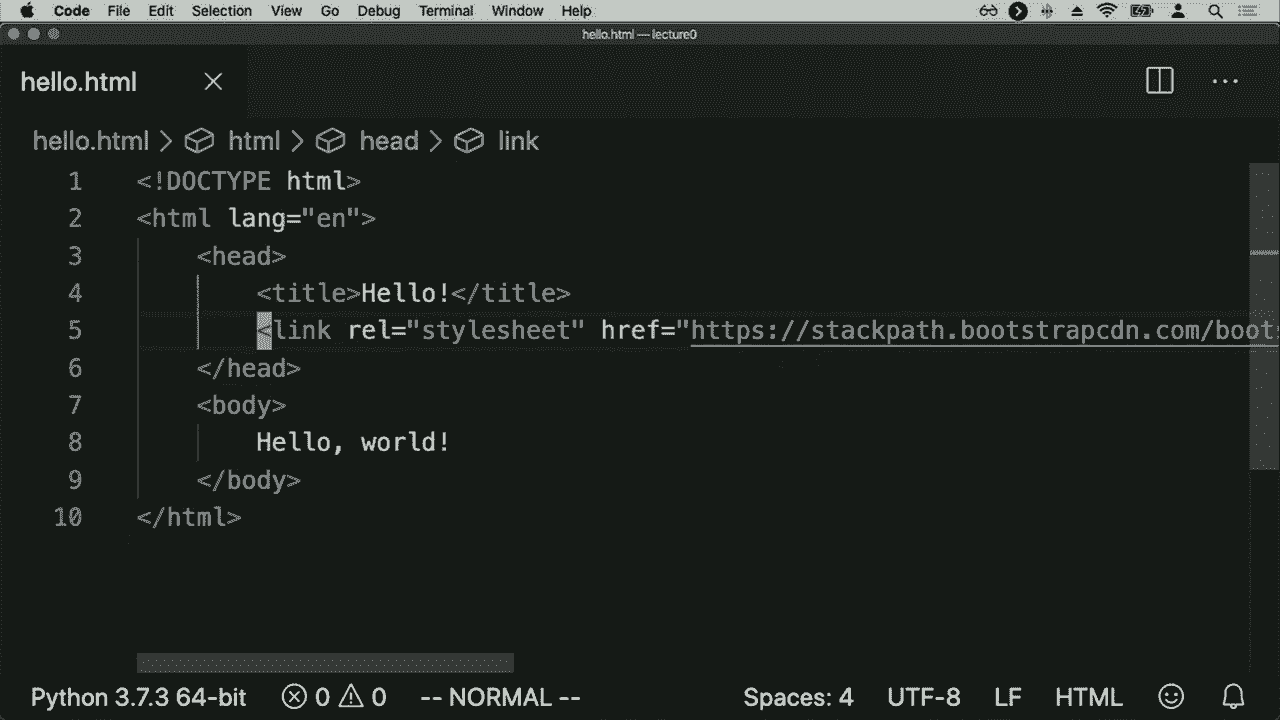 Code File Edit Selection View Go Debug Terminal Window Help
hello.html — lecture0
hello.html
hello.html > html > head > link
1 <!DOCTYPE html>
2 <html lang="en">
3 <head>
4 <title>Hello!</title>
5 <link rel="stylesheet" href="https://stackpath.bootstrapcdn.com/boot
6 </head>
7 <body>
8 Hello, world!
9 </body>
10 </html>
Python 3.7.3 64-bit 0 0 -- NORMAL -- Spaces: 4 UTF-8 LF HTML